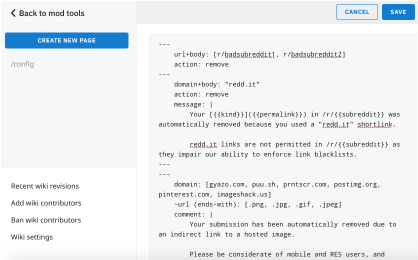 Back to mod tools
CANCEL
SAVE
CREATE NEW PAGE
/config
Recent wiki revisions
Add wiki contributors
Ban wiki contributors
Wiki settings
---
url+body: [r/badsubreddit1, r/badsubreddit2]
action: remove
---
domain+body: "redd.it"
action: remove
message: |
Your [{{kind}}]({{permalink}}) in /r/{{subreddit}} was
automatically removed because you used a "redd.it" shortlink.
redd.it links are not permitted in /r/{{subreddit}} as
they impair our ability to enforce link blacklists.
---
---
domain: [gyazo.com, puu.sh, prntscr.com, postimg.org,
pinterest.com, imageshack.us]
~url (ends-with): [.png, .jpg, .gif, .jpeg]
comment: |
Your submission has been automatically removed due to
an indirect link to a hosted image.
Please be considerate of mobile and RES users, and